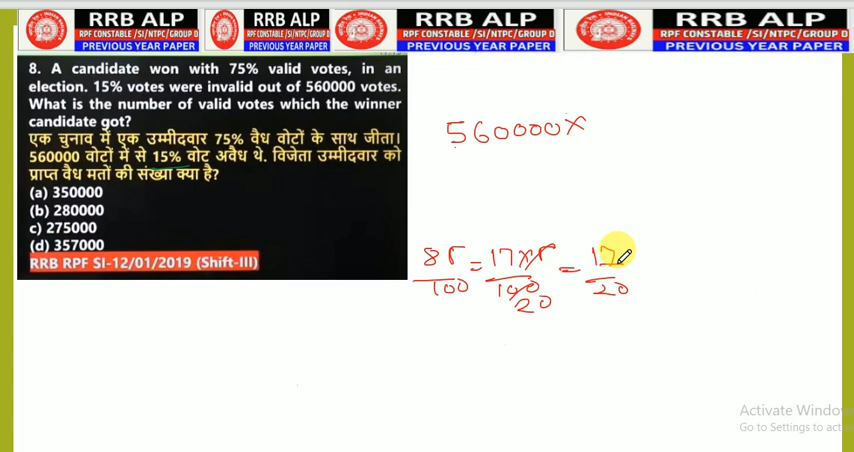 RRB ALP
RPF CONSTABLE /SI/NTPC/GROUP D
PREVIOUS YEAR PAPER
RRB ALP
RPF CONSTABLE /SI/NTPC/GROUP D
PREVIOUS YEAR PAPER
RRB ALP
RPF CONSTABLE /SI/NTPC/GROUP D
PREVIOUS YEAR PAPER
RRB ALP
RPF CONSTABLE /SI/NTPC/GROUP D
PREVIOUS YEAR PAPER
8. A candidate won with 75% valid votes, in an
election. 15% votes were invalid out of 560000 votes.
What is the number of valid votes which the winner
candidate got?
एक चुनाव में एक उम्मीदवार 75% वैध वोटों के साथ जीता।
560000 वोटों में से 15% वोट अवैध थे. विजेता उम्मीदवार को
प्राप्त वैध मतों की संख्या क्या है?
(a) 350000
(b) 280000
c) 275000
(d) 357000
RRB RPF SI-12/01/2019 (Shift-III)
560000×
85/100 = 17×5/100 = 17/20
20
Activate Window
Go to Settings to act